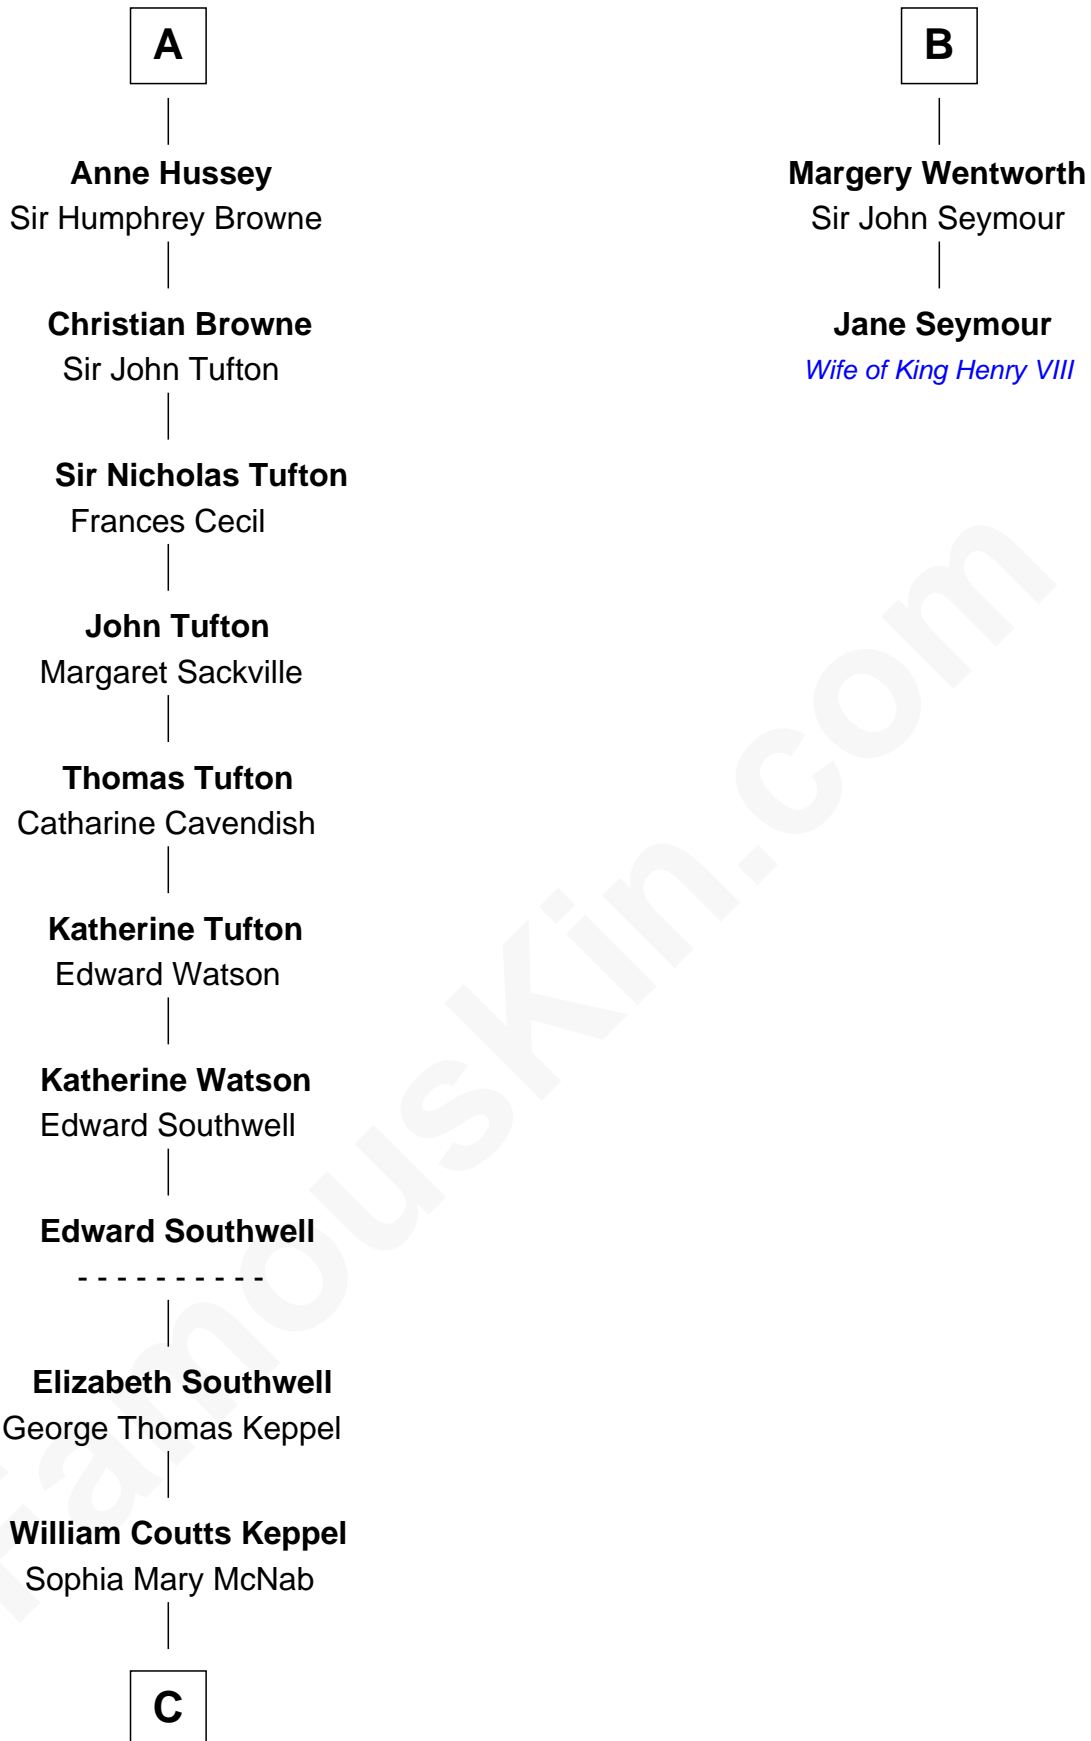 A
Anne Hussey
Sir Humphrey Browne
Christian Browne
Sir John Tufton
Sir Nicholas Tufton
Frances Cecil
John Tufton
Margaret Sackville
Thomas Tufton
Catharine Cavendish
Katherine Tufton
Edward Watson
Katherine Watson
Edward Southwell
Edward Southwell
- - - - - - - - - -
Elizabeth Southwell
George Thomas Keppel
William Coutts Keppel
Sophia Mary McNab
C
B
Margery Wentworth
Sir John Seymour
Jane Seymour
Wife of King Henry VIII
FamousKin.com